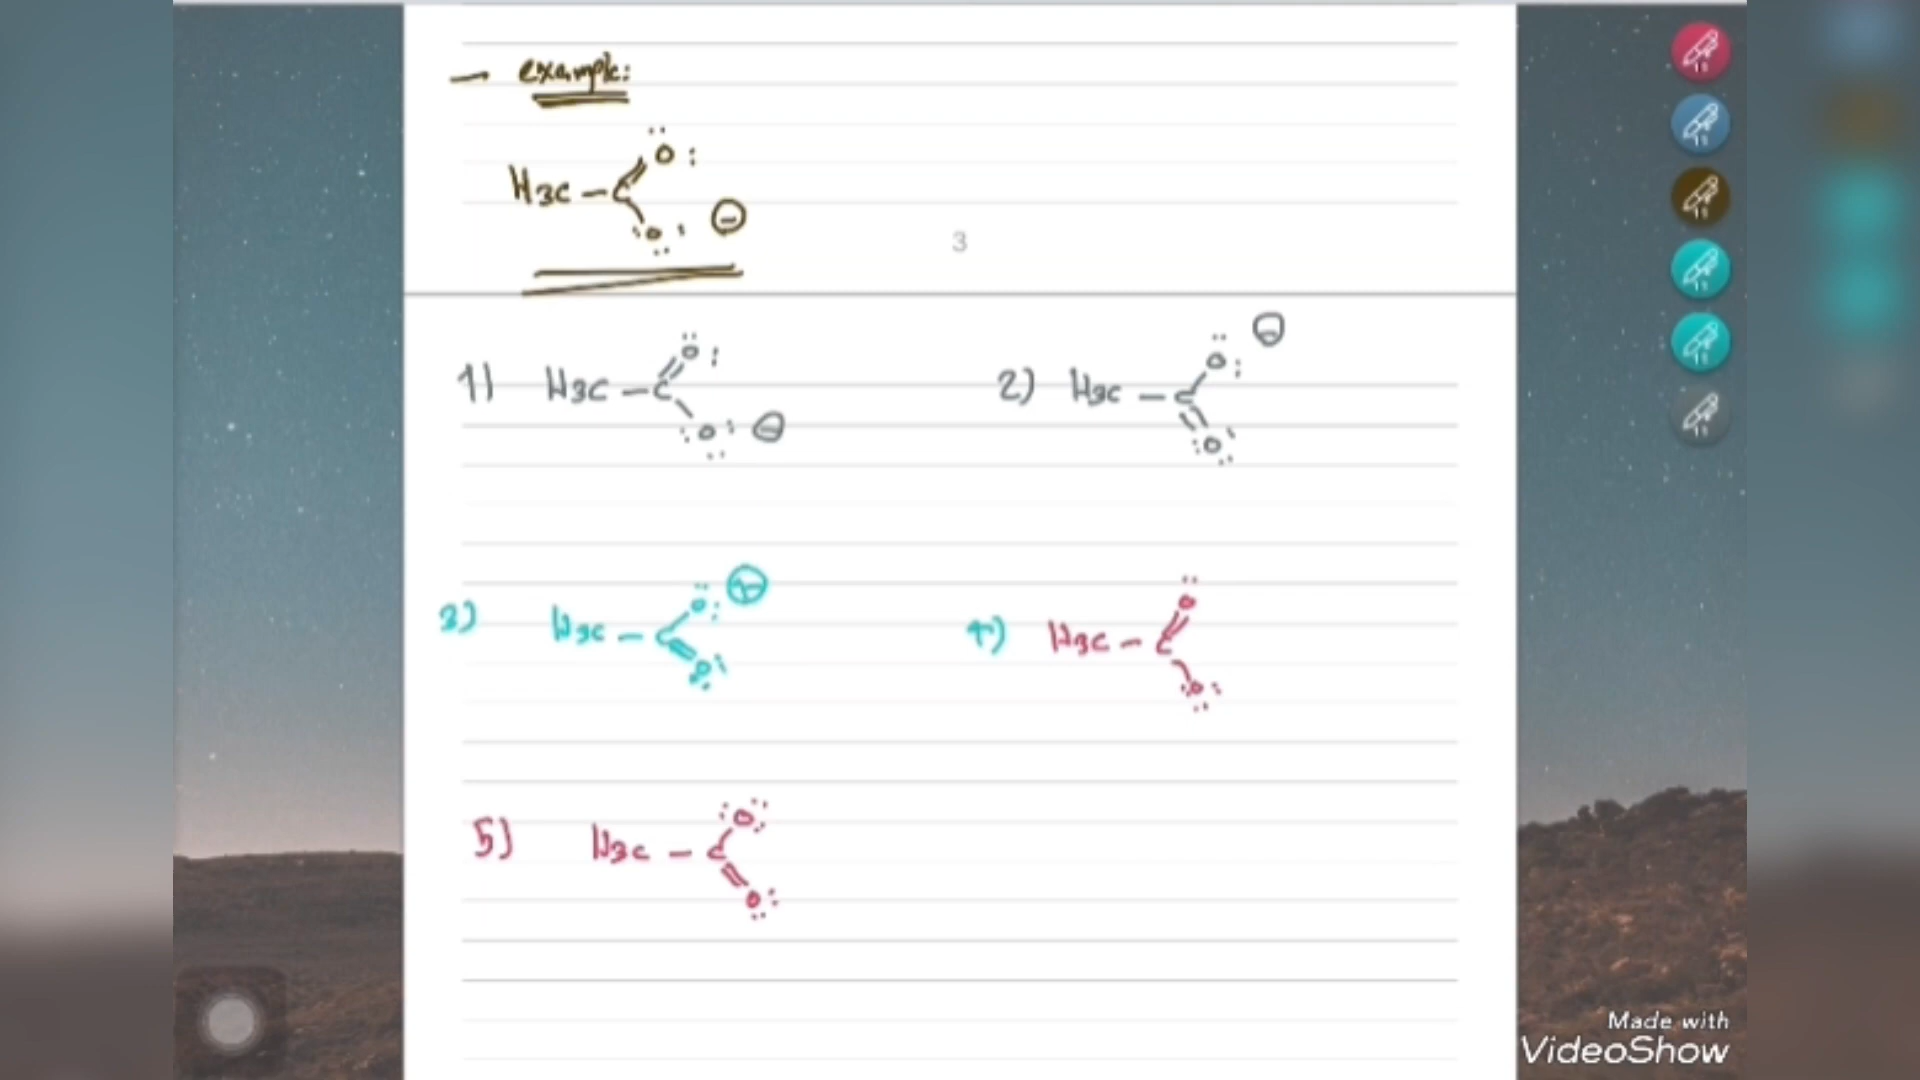 — example:
H3C - C O : O : ⊖
3
1) H3C - C O : O : ⊖
2) H3C - C O : ⊖ O :
3) H3C - C O : ⊕ O :
4) H3C - C O O :
5) H3C - C O : O :
Made with
VideoShow